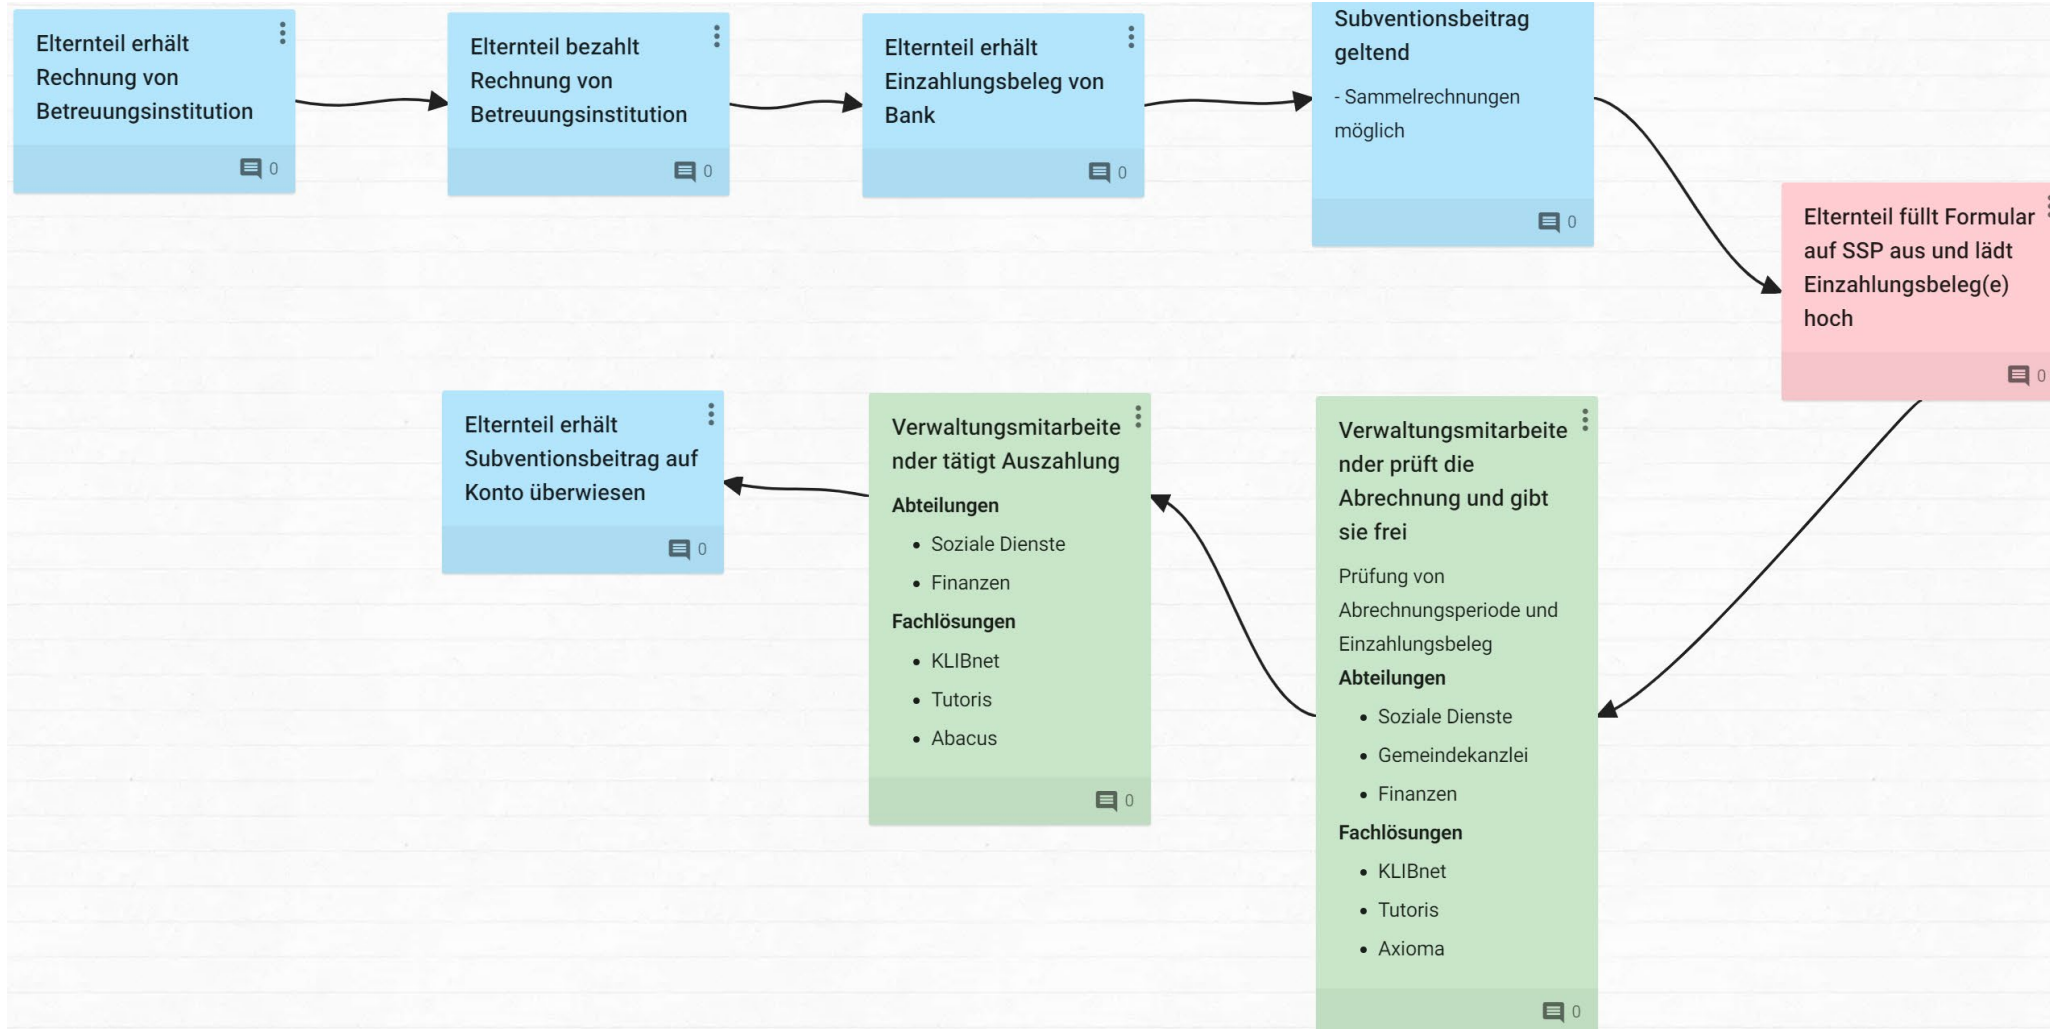 Elternteil erhält
Rechnung von
Betreuungsinstitution
0
Elternteil bezahlt
Rechnung von
Betreuungsinstitution
0
Elternteil erhält
Einzahlungsbeleg von
Bank
0
Subventionsbeitrag
geltend
- Sammelrechnungen
möglich
0
Elternteil füllt Formular
auf SSP aus und lädt
Einzahlungsbeleg(e)
hoch
0
Verwaltungsmitarbeite
nder prüft die
Abrechnung und gibt
sie frei
Prüfung von
Abrechnungsperiode und
Einzahlungsbeleg
Abteilungen
• Soziale Dienste
• Gemeindekanzlei
• Finanzen
Fachlösungen
• KLIBnet
• Tutoris
• Axioma
0
Verwaltungsmitarbeite
nder tätigt Auszahlung
Abteilungen
• Soziale Dienste
• Finanzen
Fachlösungen
• KLIBnet
• Tutoris
• Abacus
0
Elternteil erhält
Subventionsbeitrag auf
Konto überwiesen
0